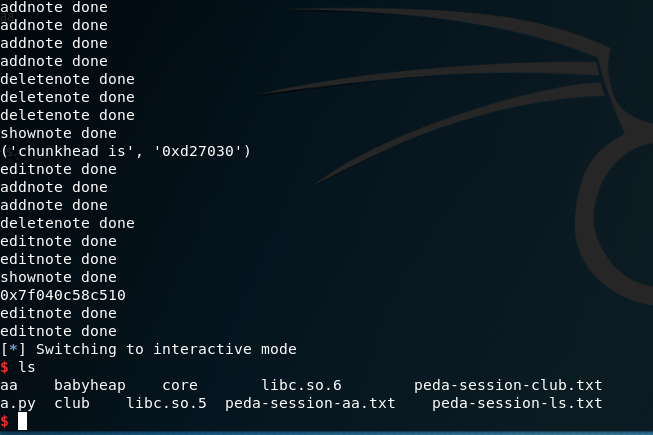 addnote done
addnote done
addnote done
addnote done
deletenote done
deletenote done
deletenote done
shownote done
('chunkhead is', '0xd27030')
editnote done
addnote done
addnote done
deletenote done
editnote done
editnote done
shownote done
0x7f040c58c510
editnote done
editnote done
[*] Switching to interactive mode
$ ls
aa    babyheap    core       libc.so.6        peda-session-club.txt
a.py  club    libc.so.5  peda-session-aa.txt    peda-session-ls.txt
$